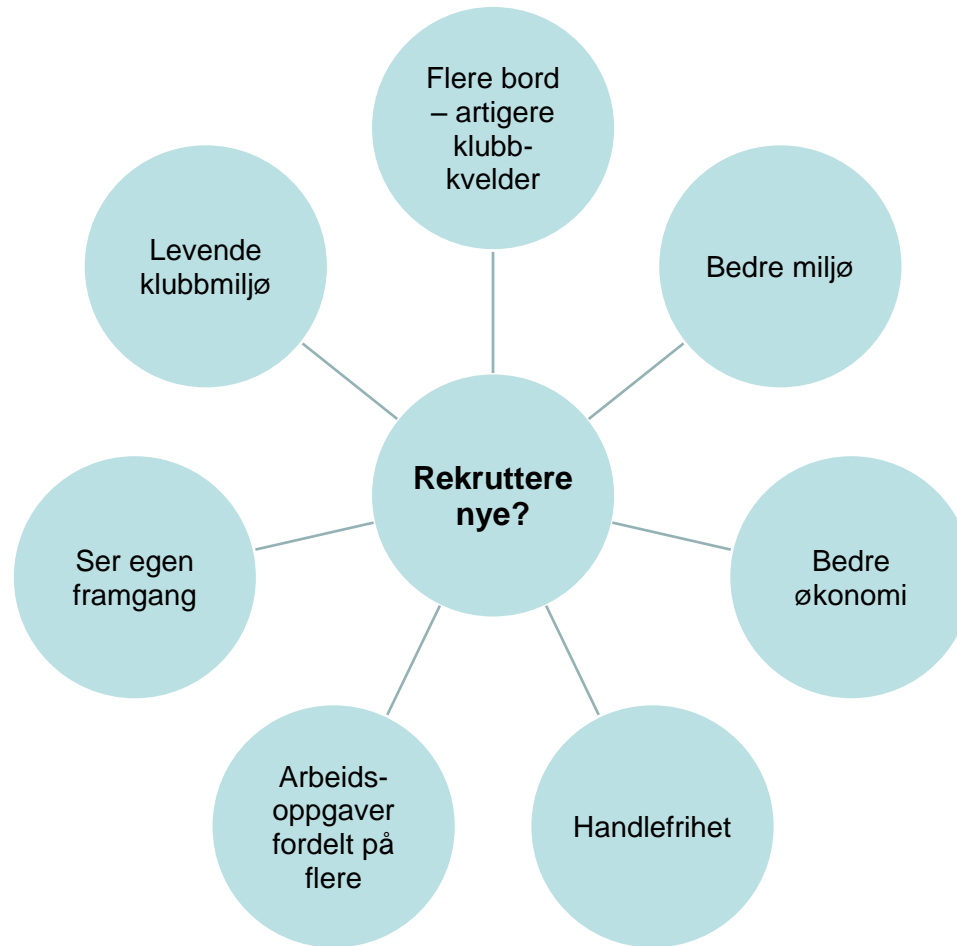 Flere bord
– artigere
klubb-
kvelder
Levende
klubbmiljø
Bedre miljø
Rekruttere
nye?
Ser egen
framgang
Bedre
økonomi
Arbeids-
oppgaver
fordelt på
flere
Handlefrihet